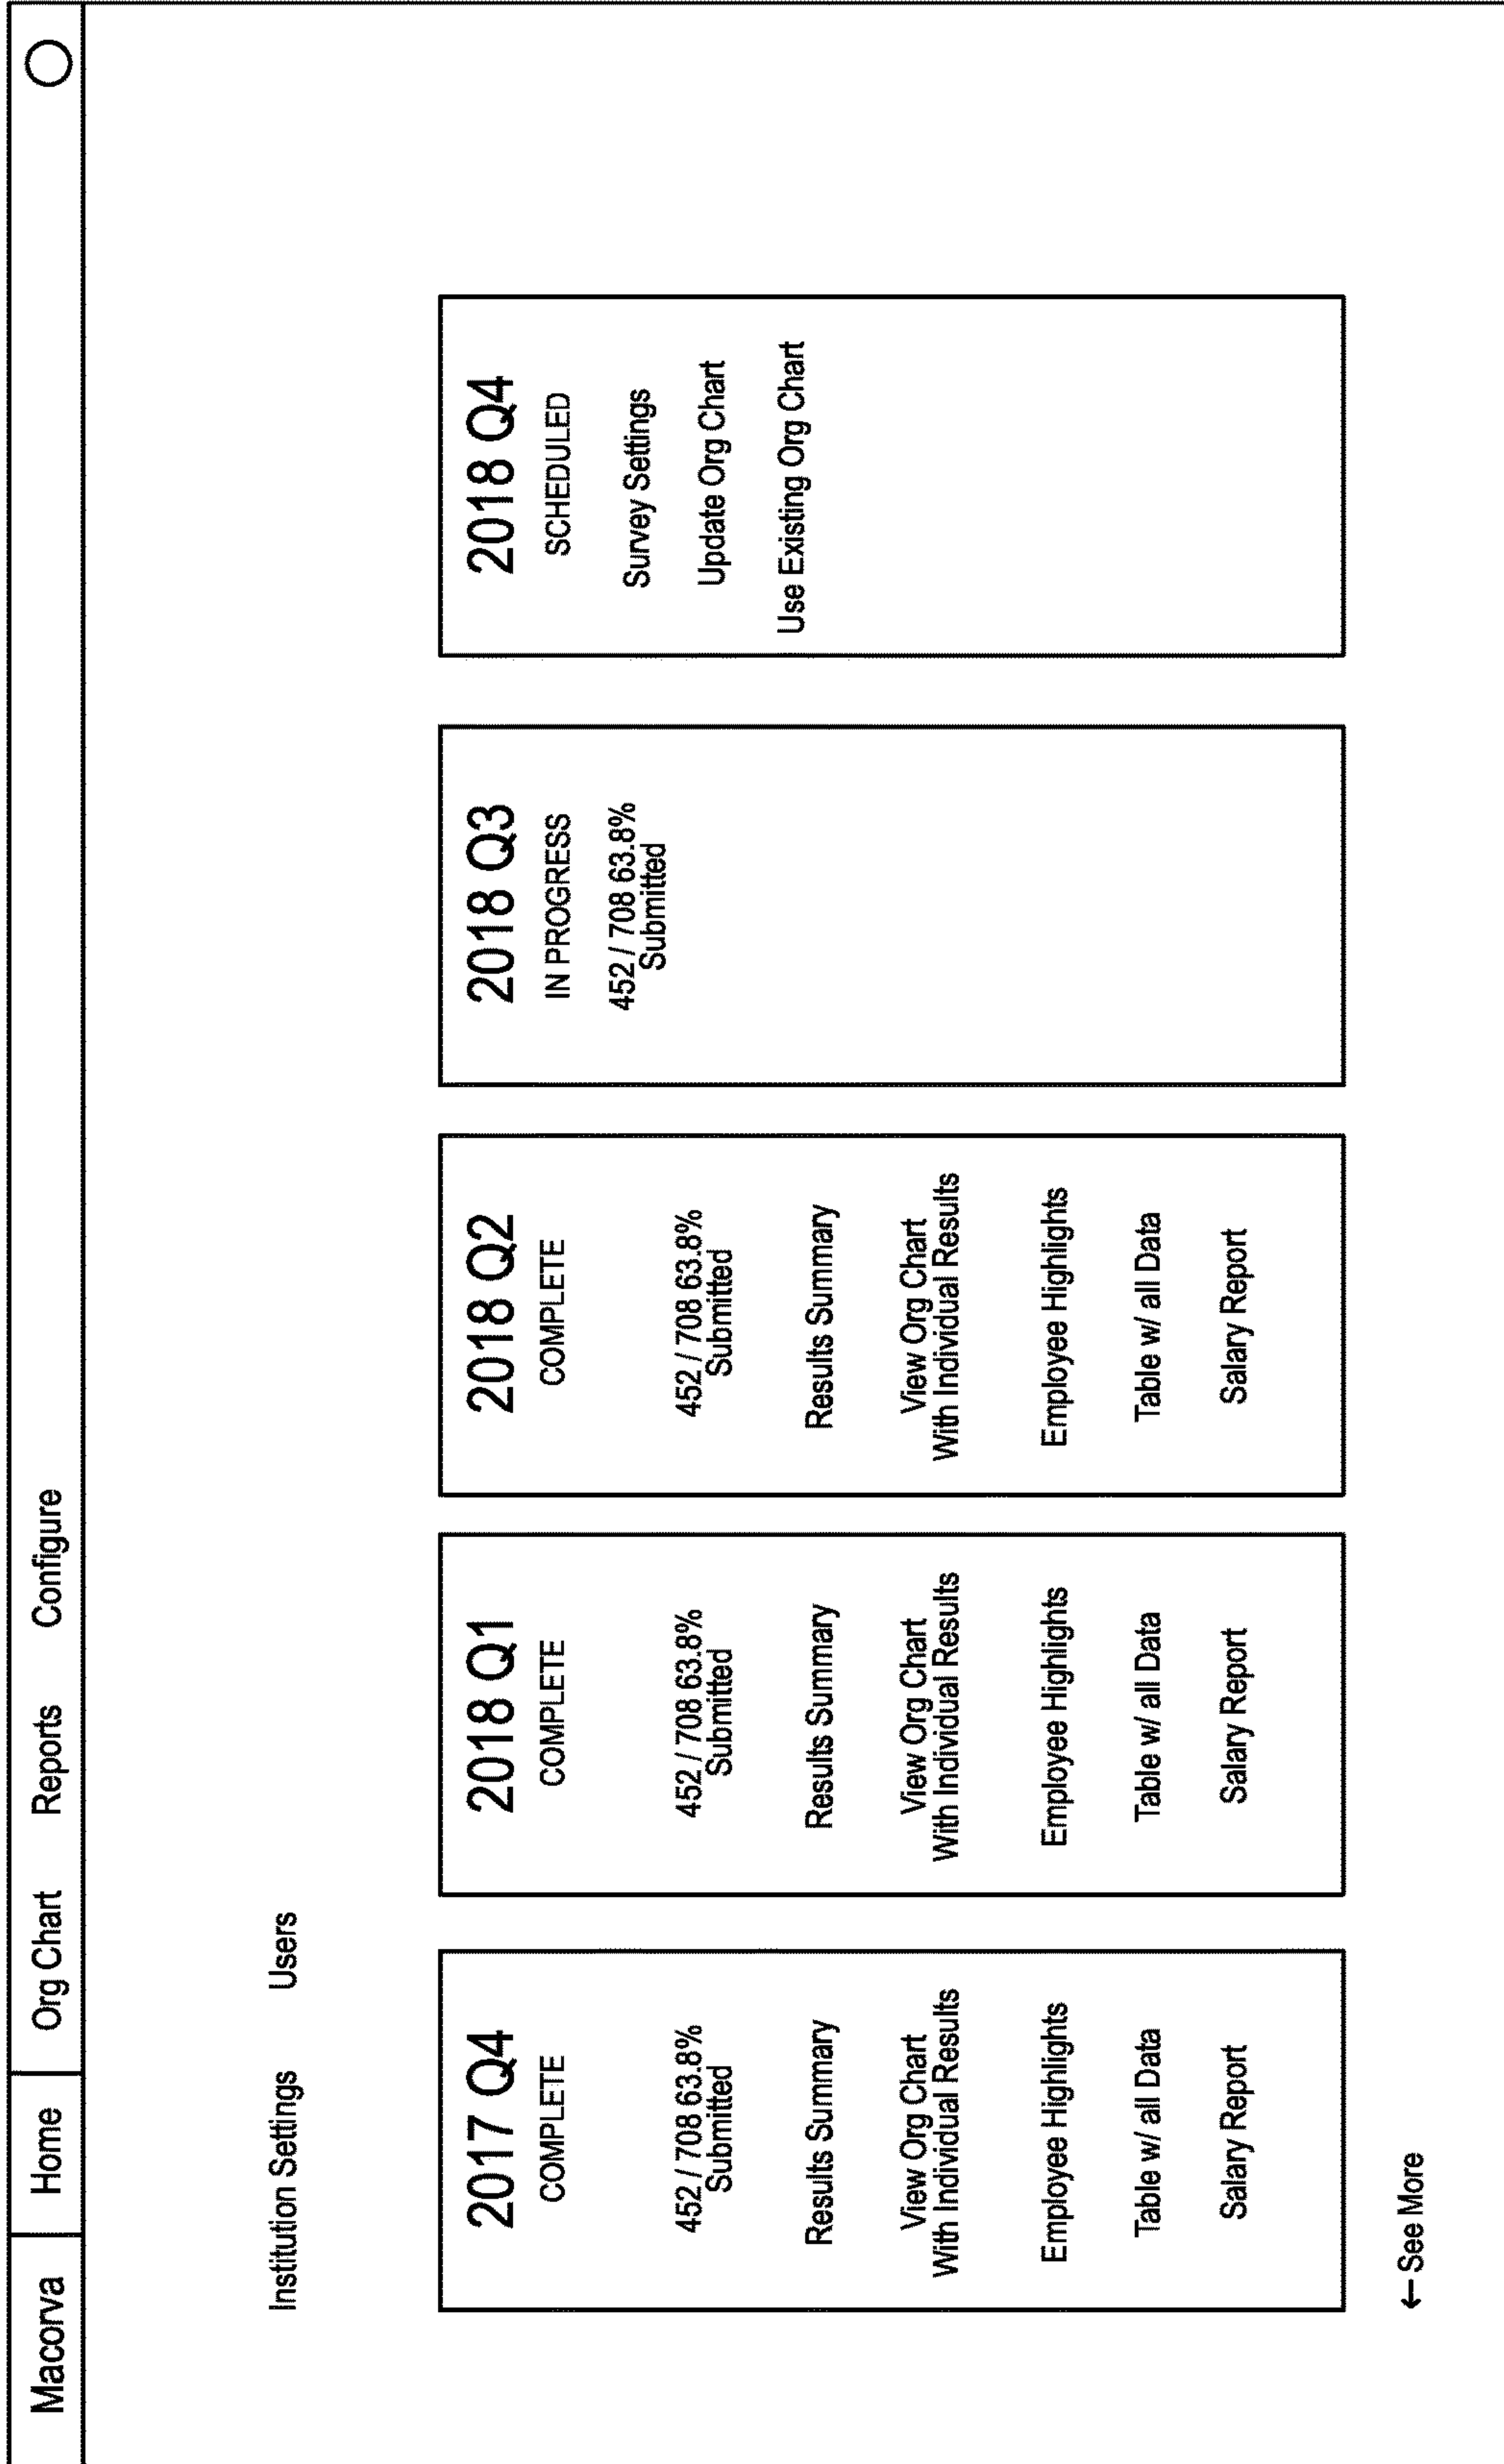 Macorva
Home
Org Chart
Reports
Configure
Institution Settings
Users
2017 Q4
COMPLETE
452 / 708 63.8%
Submitted
Results Summary
View Org Chart
With Individual Results
Employee Highlights
Table w/ all Data
Salary Report
2018 Q1
COMPLETE
452 / 708 63.8%
Submitted
Results Summary
View Org Chart
With Individual Results
Employee Highlights
Table w/ all Data
Salary Report
2018 Q2
COMPLETE
452 / 708 63.8%
Submitted
Results Summary
View Org Chart
With Individual Results
Employee Highlights
Table w/ all Data
Salary Report
2018 Q3
IN PROGRESS
452 / 708 63.8%
Submitted
2018 Q4
SCHEDULED
Survey Settings
Update Org Chart
Use Existing Org Chart
← See More